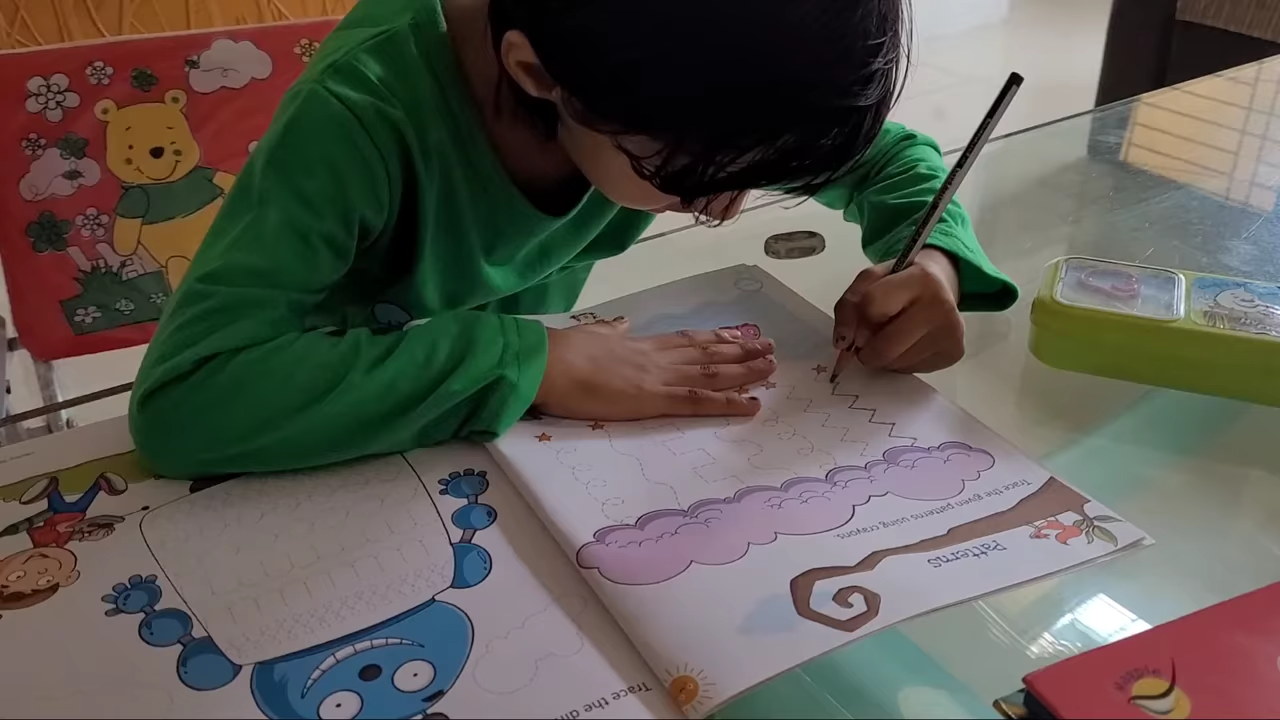 Patterns
Trace the given patterns using crayons.
Trace the